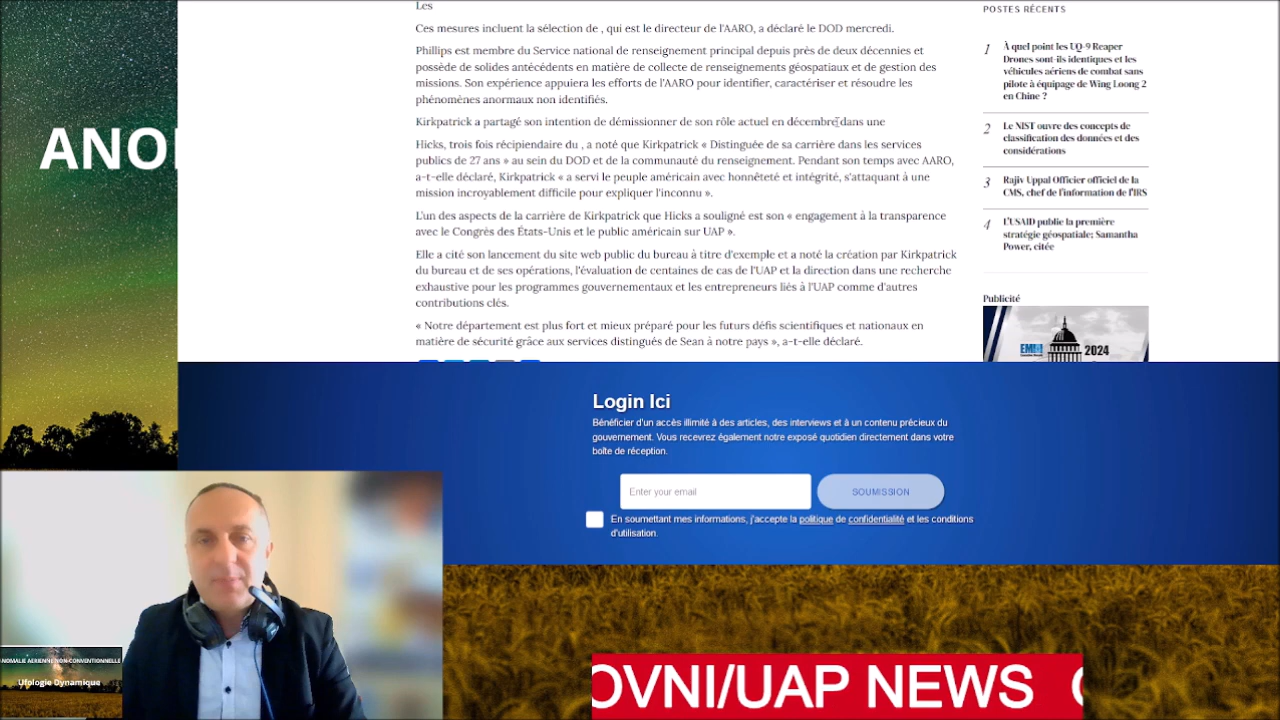 Les
Ces mesures incluent la sélection de , qui est le directeur de l'AARO, a déclaré le DOD mercredi.
Phillips est membre du Service national de renseignement principal depuis près de deux décennies et
possède de solides antécédents en matière de collecte de renseignements géospatiaux et de gestion des
missions. Son expérience appuiera les efforts de l'AARO pour identifier, caractériser et résoudre les
phénomènes anormaux non identifiés.
Kirkpatrick a partagé son intention de démissionner de son rôle actuel en décembre dans une
Hicks, trois fois récipiendaire du , a noté que Kirkpatrick « Distinguée de sa carrière dans les services
publics de 27 ans » au sein du DOD et de la communauté du renseignement. Pendant son temps avec AARO,
a-t-elle déclaré, Kirkpatrick « a servi le peuple américain avec honnêteté et intégrité, s'attaquant à une
mission incroyablement difficile pour expliquer l'inconnu ».
L'un des aspects de la carrière de Kirkpatrick que Hicks a souligné est son « engagement à la transparence
avec le Congrès des États-Unis et le public américain sur UAP ».
Elle a cité son lancement du site web public du bureau à titre d'exemple et a noté la création par Kirkpatrick
du bureau et de ses opérations, l'évaluation de centaines de cas de l'UAP et la direction dans une recherche
exhaustive pour les programmes gouvernementaux et les entrepreneurs liés à l'UAP comme d'autres
contributions clés.
« Notre département est plus fort et mieux préparé pour les futurs défis scientifiques et nationaux en
matière de sécurité grâce aux services distingués de Sean à notre pays », a-t-elle déclaré.
POSTES RÉCENTS
1 À quel point les UQ-9 Reaper
Drones sont-ils identiques et les
véhicules aériens de combat sans
pilote à équipage de Wing Loong 2
en Chine ?
2 Le NIST ouvre des concepts de
classification des données et des
considérations
3 Rajiv Uppal Officier officiel de la
CMS, chef de l'information de l'IRS
4 L'USAID publie la première
stratégie géospatiale; Samantha
Power, citée
Publicité
2024
ANO
Login Ici
Bénéficier d'un accès illimité à des articles, des interviews et à un contenu précieux du
gouvernement. Vous recevrez également notre exposé quotidien directement dans votre
boîte de réception.
Enter your email
SOUMISSION
En soumettant mes informations, j'accepte la politique de confidentialité et les conditions
d'utilisation.
ANOMALIE AERIENNE NON-CONVENTIONNELLE
Ufologie Dynamique
OVNI/UAP NEWS